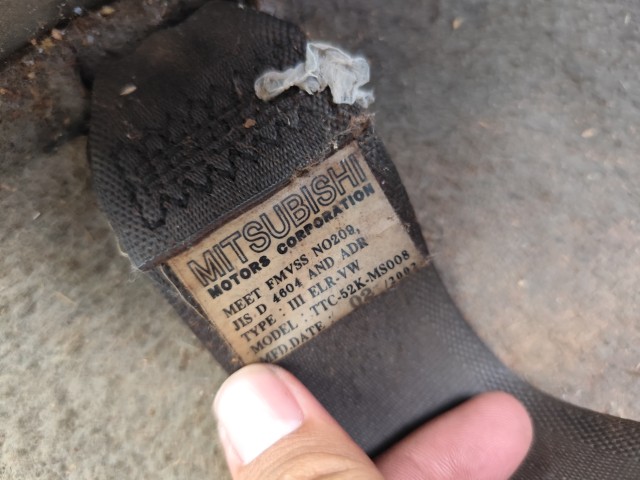 MITSUBISHI
MOTORS CORPORATION
MEET FMVSS NO209,
JIS D 4604 AND ADR
TYPE : III ELR-VW
MODEL : TTC-52K-MS008
MFD.DATE :